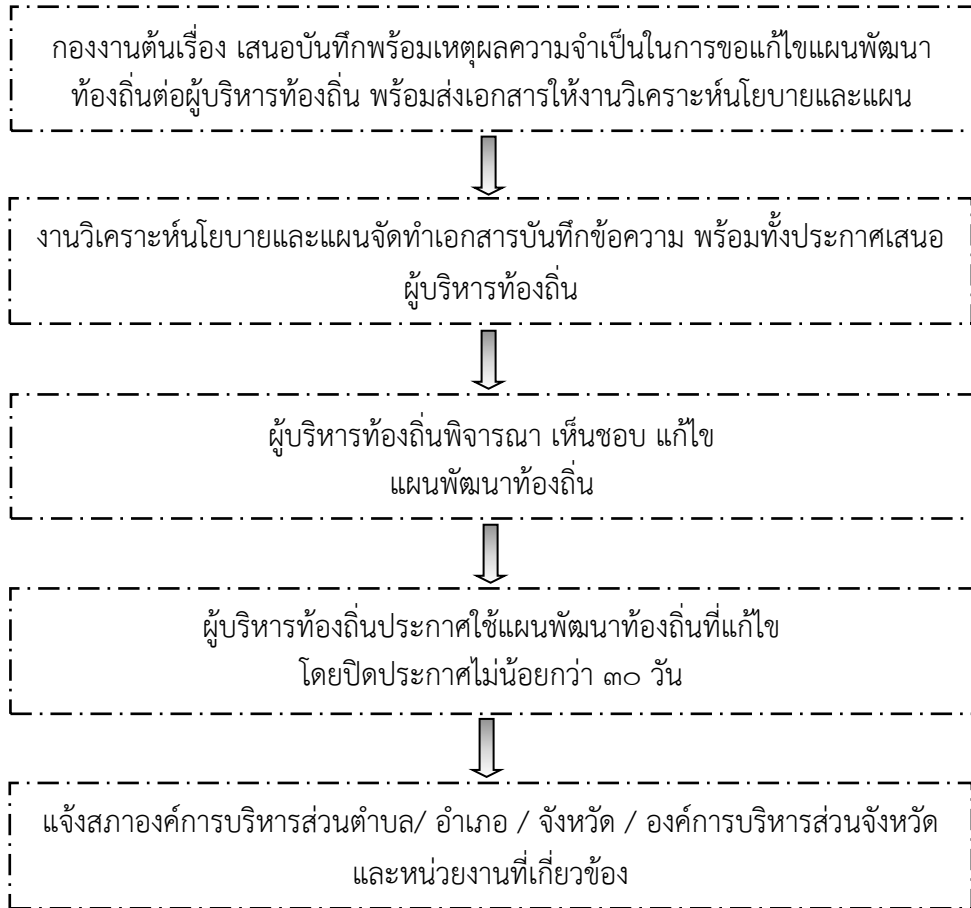 กองงานต้นเรื่อง เสนอบันทึกพร้อมเหตุผลความจำเป็นในการขอแก้ไขแผนพัฒนา
ท้องถิ่นต่อผู้บริหารท้องถิ่น พร้อมส่งเอกสารให้งานวิเคราะห์นโยบายและแผน
งานวิเคราะห์นโยบายและแผนจัดทำเอกสารบันทึกข้อความ พร้อมทั้งประกาศเสนอ
ผู้บริหารท้องถิ่น
ผู้บริหารท้องถิ่นพิจารณา เห็นชอบ แก้ไข
แผนพัฒนาท้องถิ่น
ผู้บริหารท้องถิ่นประกาศใช้แผนพัฒนาท้องถิ่นที่แก้ไข
โดยปิดประกาศไม่น้อยกว่า ๓๐ วัน
แจ้งสภาองค์การบริหารส่วนตำบล/ อำเภอ / จังหวัด / องค์การบริหารส่วนจังหวัด
และหน่วยงานที่เกี่ยวข้อง